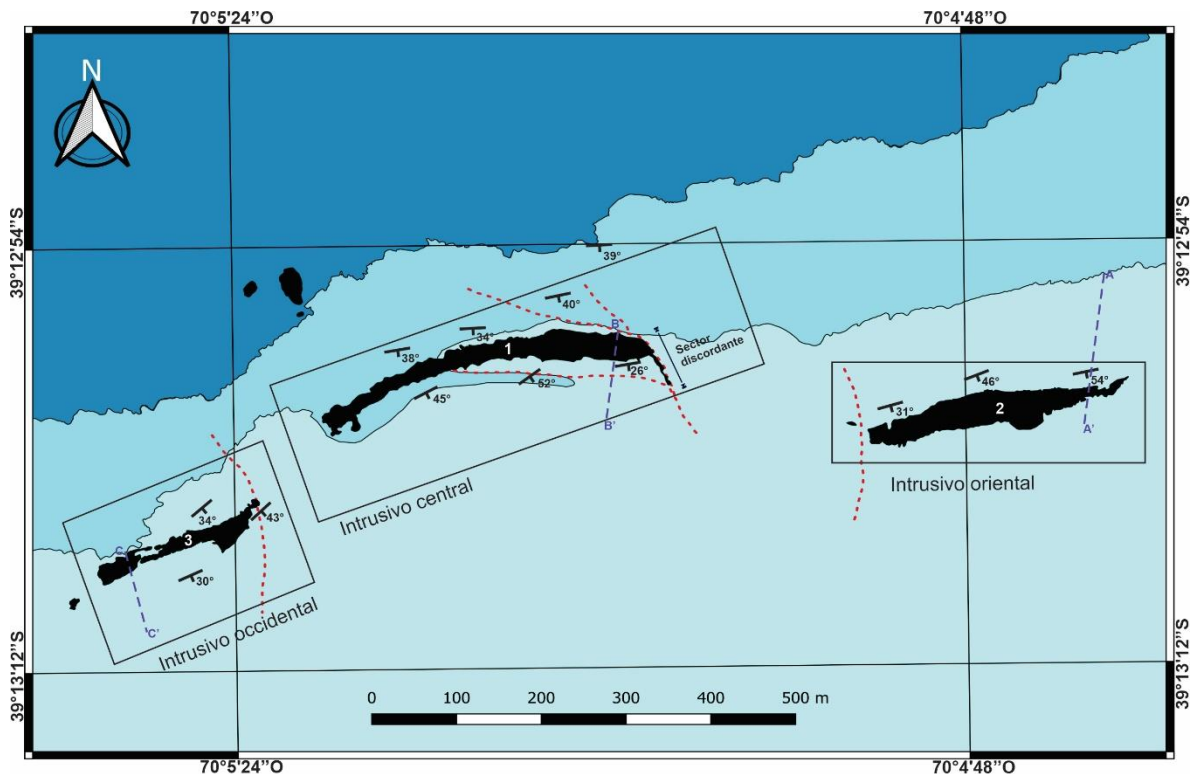 70°5'24''O
70°4'48''O
N
39°12'54''S
39°12'54''S
39°
40°
A
34°
B
Sector
discordante
1
38°
26°
52°
46°
54°
45°
31°
2
B'
A'
Intrusivo central
Intrusivo oriental
34°
43°
3
C
30°
C'
Intrusivo occidental
39°13'12''S
39°13'12''S
0 100 200 300 400 500 m
70°5'24''O
70°4'48''O